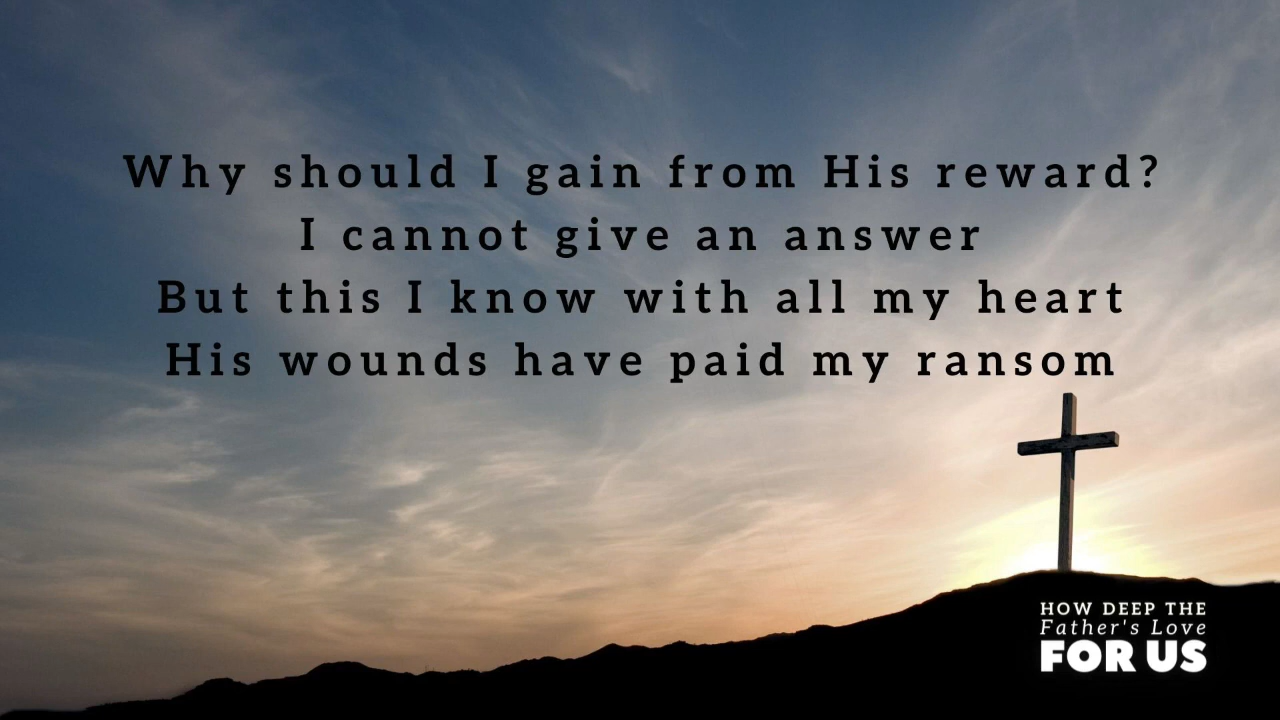 Why should I gain from His reward?
I cannot give an answer
But this I know with all my heart
His wounds have paid my ransom
HOW DEEP THE
Father's Love
FOR US